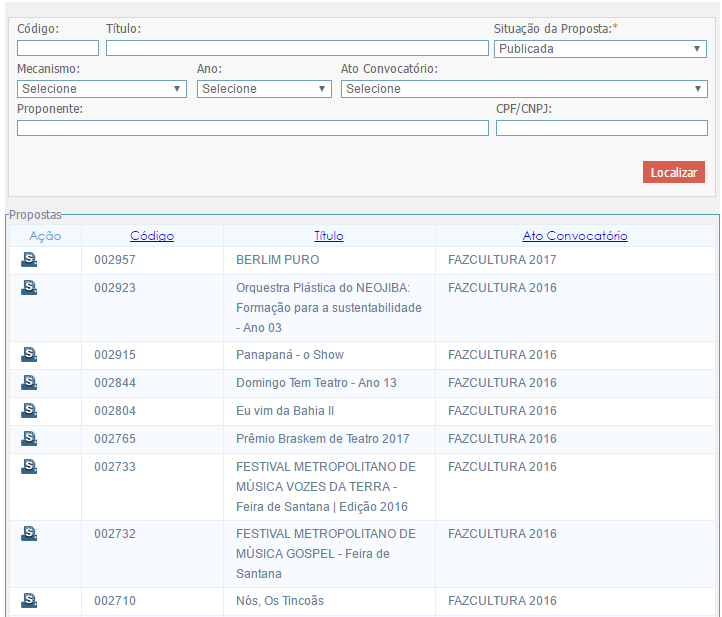 Código: Título: Situação da Proposta:*
Publicada
Mecanismo: Ano: Ato Convocatório:
Selecione Selecione Selecione
Proponente: CPF/CNPJ:
Localizar
Propostas
Ação Código Título Ato Convocatório
S 002957 BERLIM PURO FAZCULTURA 2017
S 002923 Orquestra Plástica do NEOJIBA: FAZCULTURA 2016
Formação para a sustentabilidade
- Ano 03
S 002915 Panapaná - o Show FAZCULTURA 2016
S 002844 Domingo Tem Teatro - Ano 13 FAZCULTURA 2016
S 002804 Eu vim da Bahia II FAZCULTURA 2016
S 002765 Prêmio Braskem de Teatro 2017 FAZCULTURA 2016
S 002733 FESTIVAL METROPOLITANO DE FAZCULTURA 2016
MÚSICA VOZES DA TERRA -
Feira de Santana | Edição 2016
S 002732 FESTIVAL METROPOLITANO DE FAZCULTURA 2016
MÚSICA GOSPEL - Feira de
Santana
S 002710 Nós, Os Tincoãs FAZCULTURA 2016